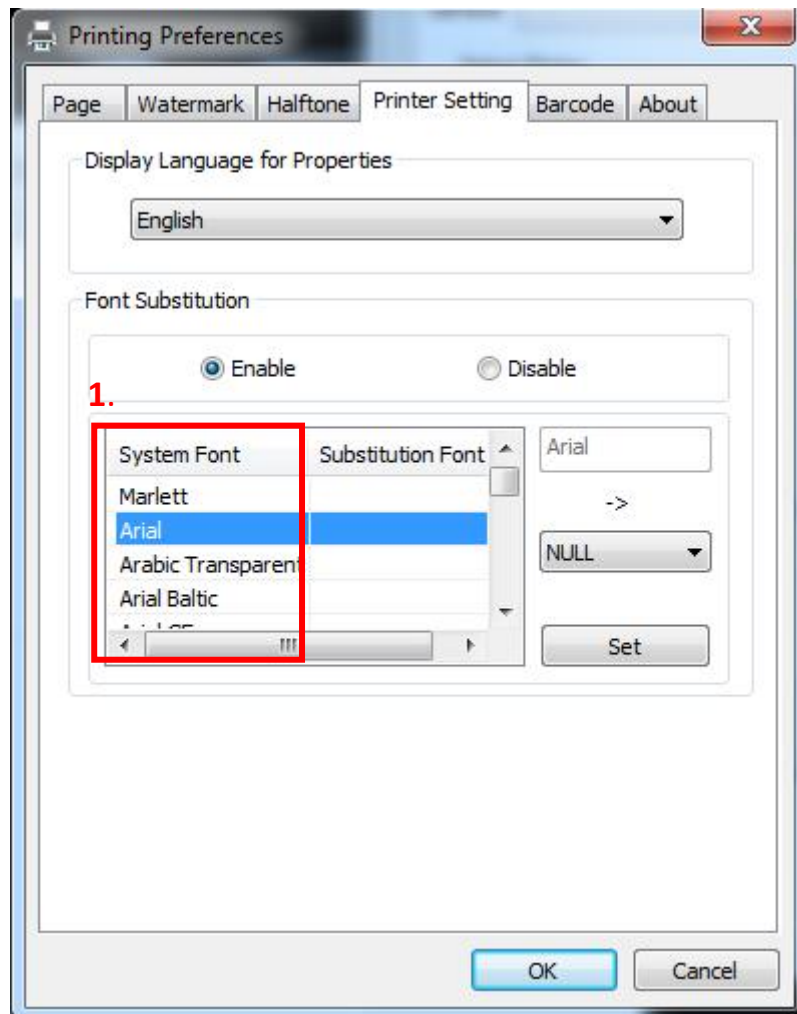 Printing Preferences
Page Watermark Halftone Printer Setting Barcode About
Display Language for Properties
English
Font Substitution
Enable Disable
1.
System Font Substitution Font Arial
Marlett ->
Arial
Arabic Transparent NULL
Arial Baltic
Set
OK Cancel